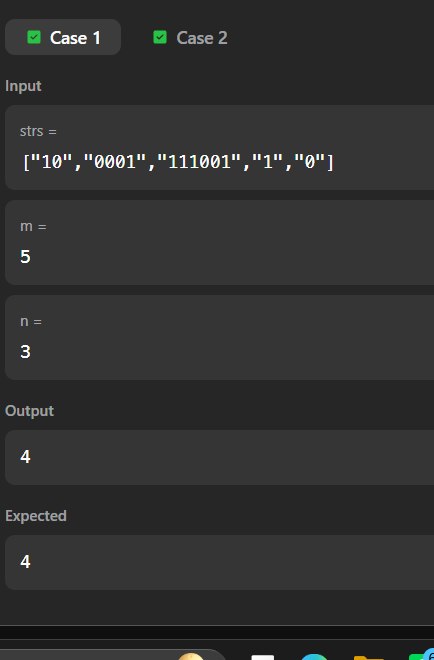 Case 1 Case 2
Input
strs =
["10","0001","111001","1","0"]
m =
5
n =
3
Output
4
Expected
4